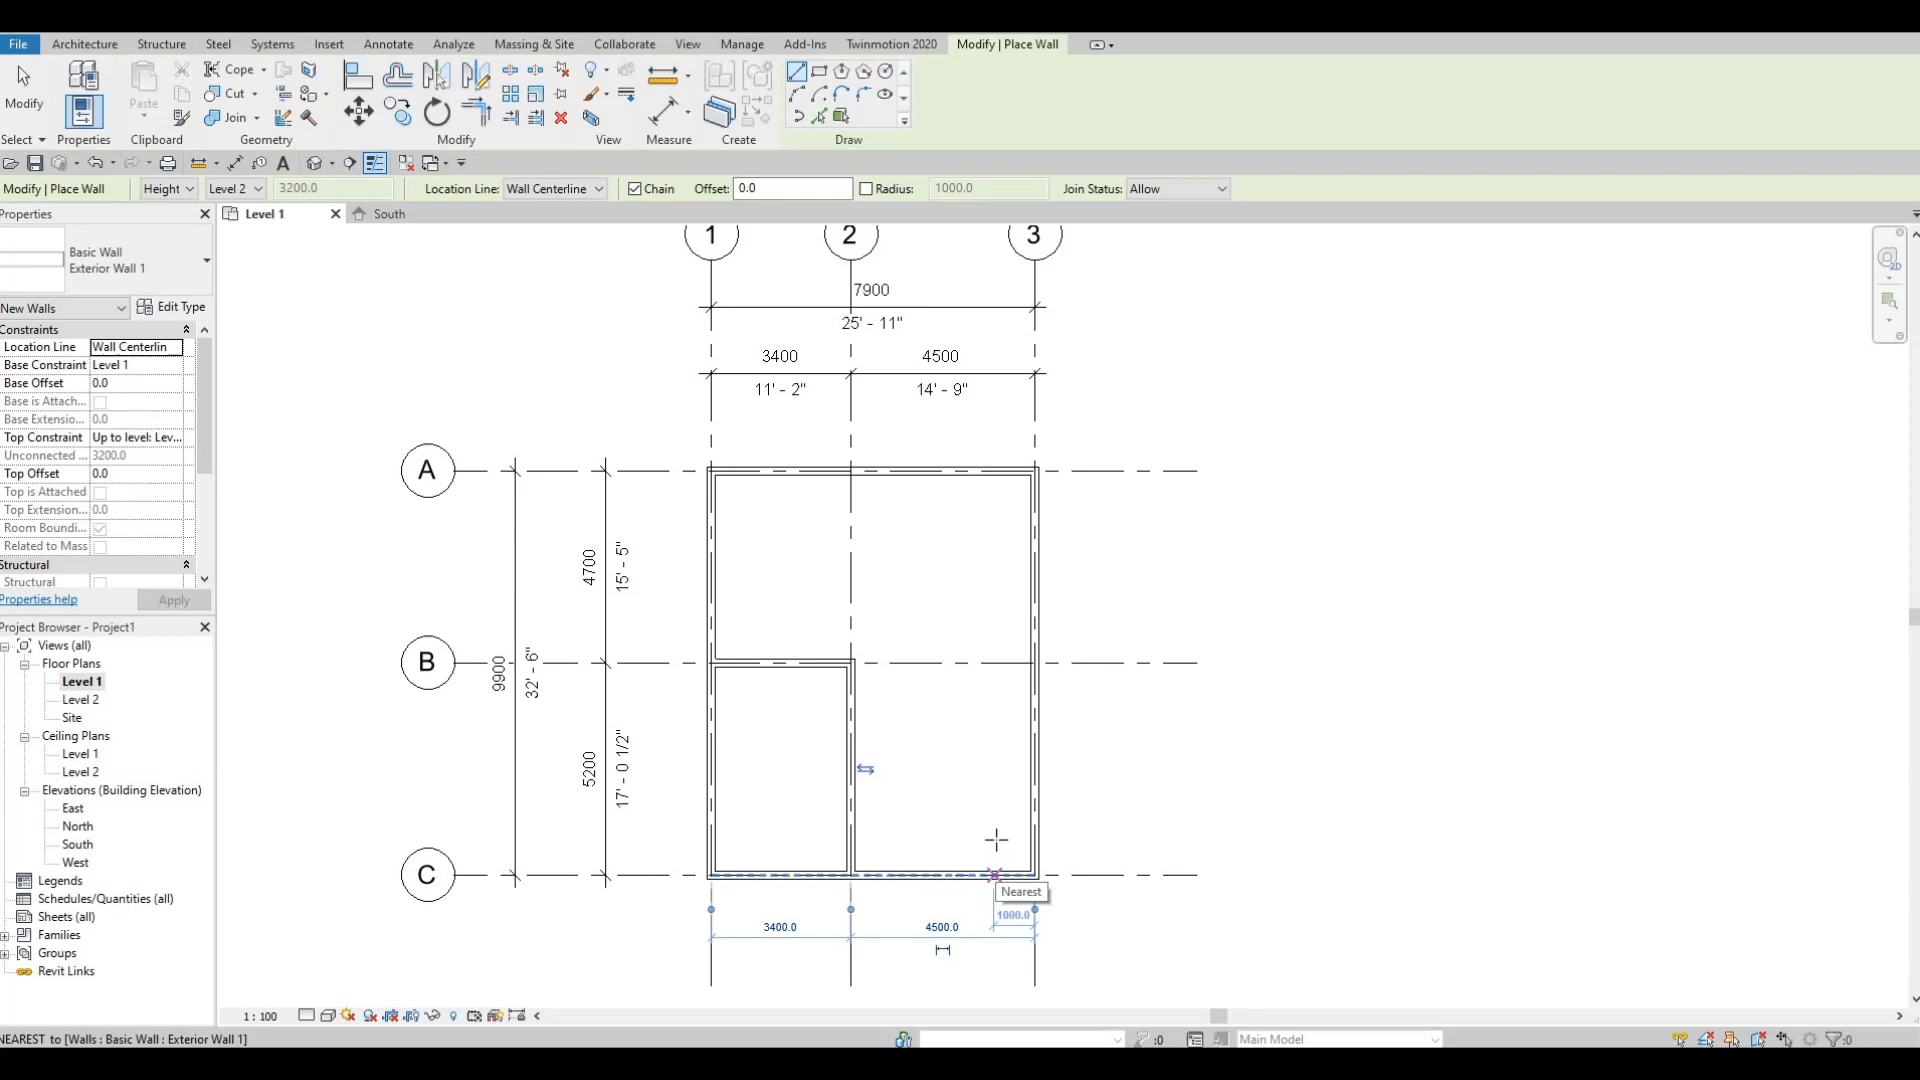 File Architecture Structure Steel Systems Insert Annotate Analyze Massing & Site Collaborate View Manage Add-Ins Twinmotion 2020 Modify | Place Wall
Modify
Paste
Cope
Cut
Join
Select Properties Clipboard Geometry Modify View Measure Create Draw
A
Modify | Place Wall Height Level 2 3200.0 Location Line: Wall Centerline Chain Offset: 0.0 Radius: 1000.0 Join Status: Allow
Properties
Level 1 South
Basic Wall
Exterior Wall 1
New Walls Edit Type
Constraints
Location Line Wall Centerlin
Base Constraint Level 1
Base Offset 0.0
Base is Attach...
Base Extensio... 0.0
Top Constraint Up to level: Lev...
Unconnected ... 3200.0
Top Offset 0.0
Top is Attached
Top Extension... 0.0
Room Boundi...
Related to Mass
Structural
Structural
Properties help Apply
Project Browser - Project1
Views (all)
Floor Plans
Level 1
Level 2
Site
Ceiling Plans
Level 1
Level 2
Elevations (Building Elevation)
East
North
South
West
Legends
Schedules/Quantities (all)
Sheets (all)
Families
Groups
Revit Links
1 2 3
7900
25' - 11"
3400 4500
11' - 2" 14' - 9"
A
4700
15' - 5"
B
9900
32' - 6"
5200
17' - 0 1/2"
C
Nearest
1000.0
3400.0 4500.0
2D
1 : 100
NEAREST to [Walls : Basic Wall : Exterior Wall 1]
:0
Main Model
:0